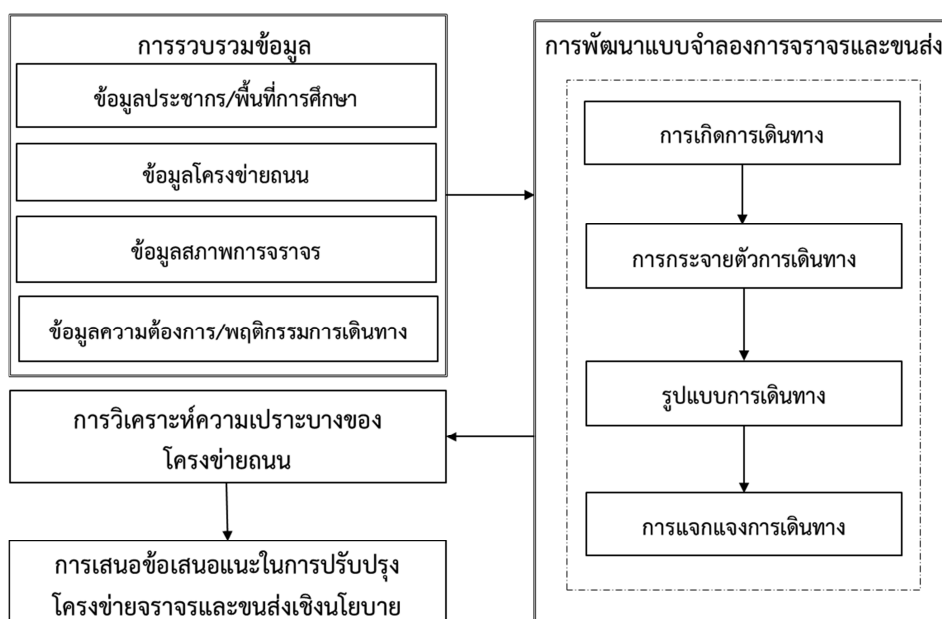 การรวบรวมข้อมูล
ข้อมูลประชากร/พื้นที่การศึกษา
ข้อมูลโครงข่ายถนน
ข้อมูลสภาพการจราจร
ข้อมูลความต้องการ/พฤติกรรมการเดินทาง
การพัฒนาแบบจำลองการจราจรและขนส่ง
การเกิดการเดินทาง
การกระจายตัวการเดินทาง
รูปแบบการเดินทาง
การแจกแจงการเดินทาง
การวิเคราะห์ความเปราะบางของ
โครงข่ายถนน
การเสนอข้อเสนอแนะในการปรับปรุง
โครงข่ายจราจรและขนส่งเชิงนโยบาย